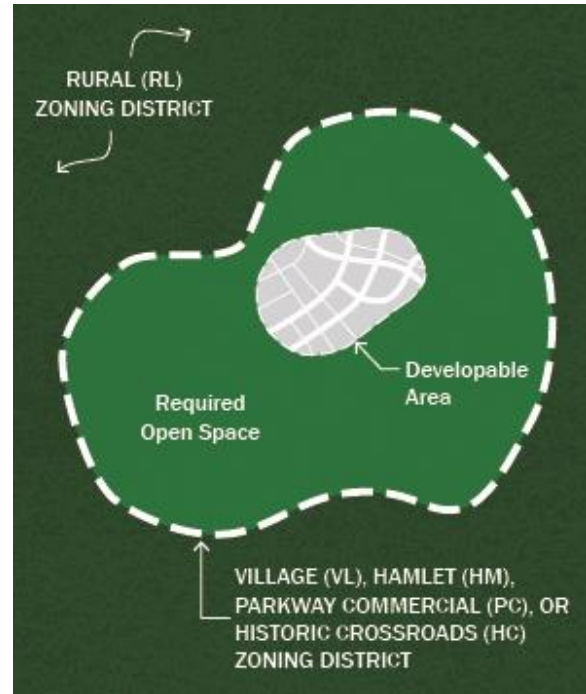 RURAL (RL)
ZONING DISTRICT
Developable
Area
Required
Open Space
VILLAGE (VL), HAMLET (HM),
PARKWAY COMMERCIAL (PC), OR
HISTORIC CROSSROADS (HC)
ZONING DISTRICT